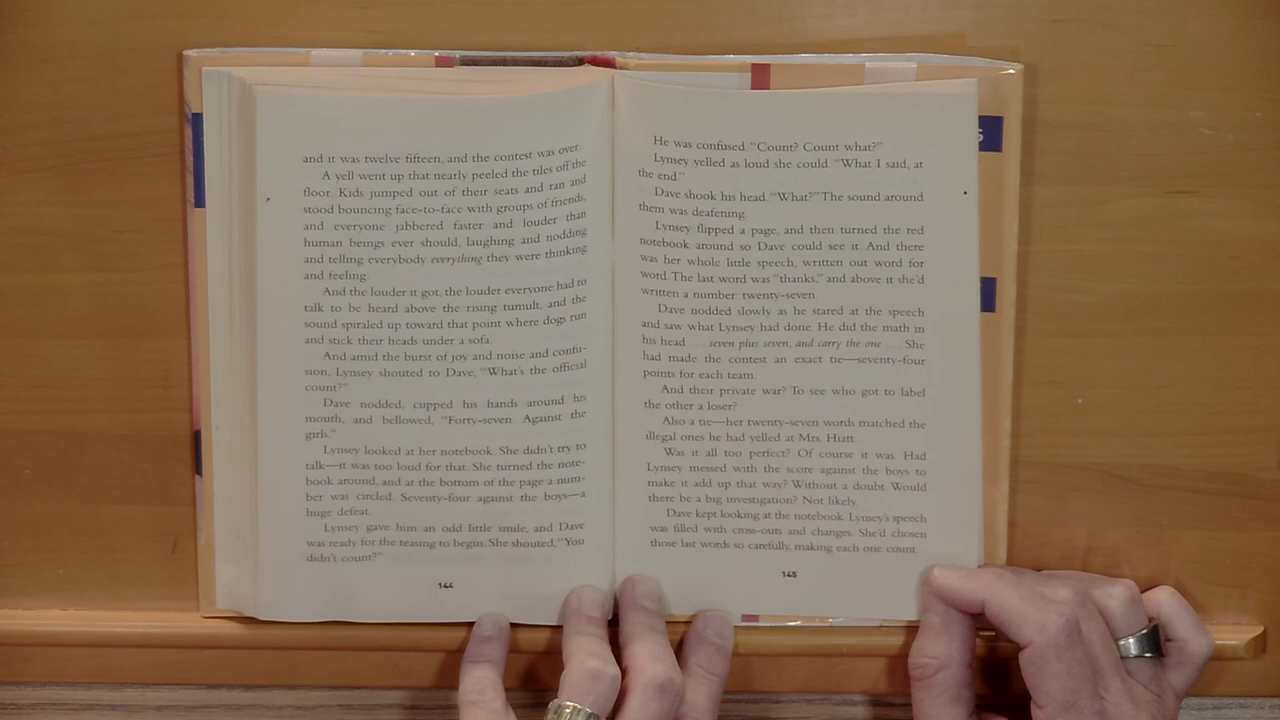 and it was twelve fifteen, and the contest was over.
A yell went up that nearly peeled the tiles off the
floor. Kids jumped out of their seats and ran and
stood bouncing face-to-face with groups of friends,
and everyone jabbered faster and louder than
human beings ever should, laughing and nodding
and telling everybody everything they were thinking
and feeling.
And the louder it got, the louder everyone had to
talk to be heard above the rising tumult, and the
sound spiraled up toward that point where dogs run
and stick their heads under a sofa.
And amid the burst of joy and noise and confu-
sion, Lynsey shouted to Dave, "What's the official
count?"
Dave nodded, cupped his hands around his
mouth, and bellowed, "Forty-seven. Against the
girls."
Lynsey looked at her notebook. She didn't try to
talk—it was too loud for that. She turned the note-
book around, and at the bottom of the page a num-
ber was circled. Seventy-four against the boys—a
huge defeat.
Lynsey gave him an odd little smile, and Dave
was ready for the teasing to begin. She shouted, "You
didn't count?"
144
He was confused. "Count? Count what?"
Lynsey yelled as loud she could. "What I said, at
the end."
Dave shook his head. "What?" The sound around
them was deafening.
Lynsey flipped a page, and then turned the red
notebook around so Dave could see it. And there
was her whole little speech, written out word for
word. The last word was "thanks," and above it she'd
written a number: twenty-seven.
Dave nodded slowly as he stared at the speech
and saw what Lynsey had done. He did the math in
his head . . . seven plus seven, and carry the one . . . She
had made the contest an exact tie—seventy-four
points for each team.
And their private war? To see who got to label
the other a loser?
Also a tie—her twenty-seven words matched the
illegal ones he had yelled at Mrs. Hiatt.
Was it all too perfect? Of course it was. Had
Lynsey messed with the score against the boys to
make it add up that way? Without a doubt. Would
there be a big investigation? Not likely.
Dave kept looking at the notebook. Lynsey's speech
was filled with cross-outs and changes. She'd chosen
those last words so carefully, making each one count.
145